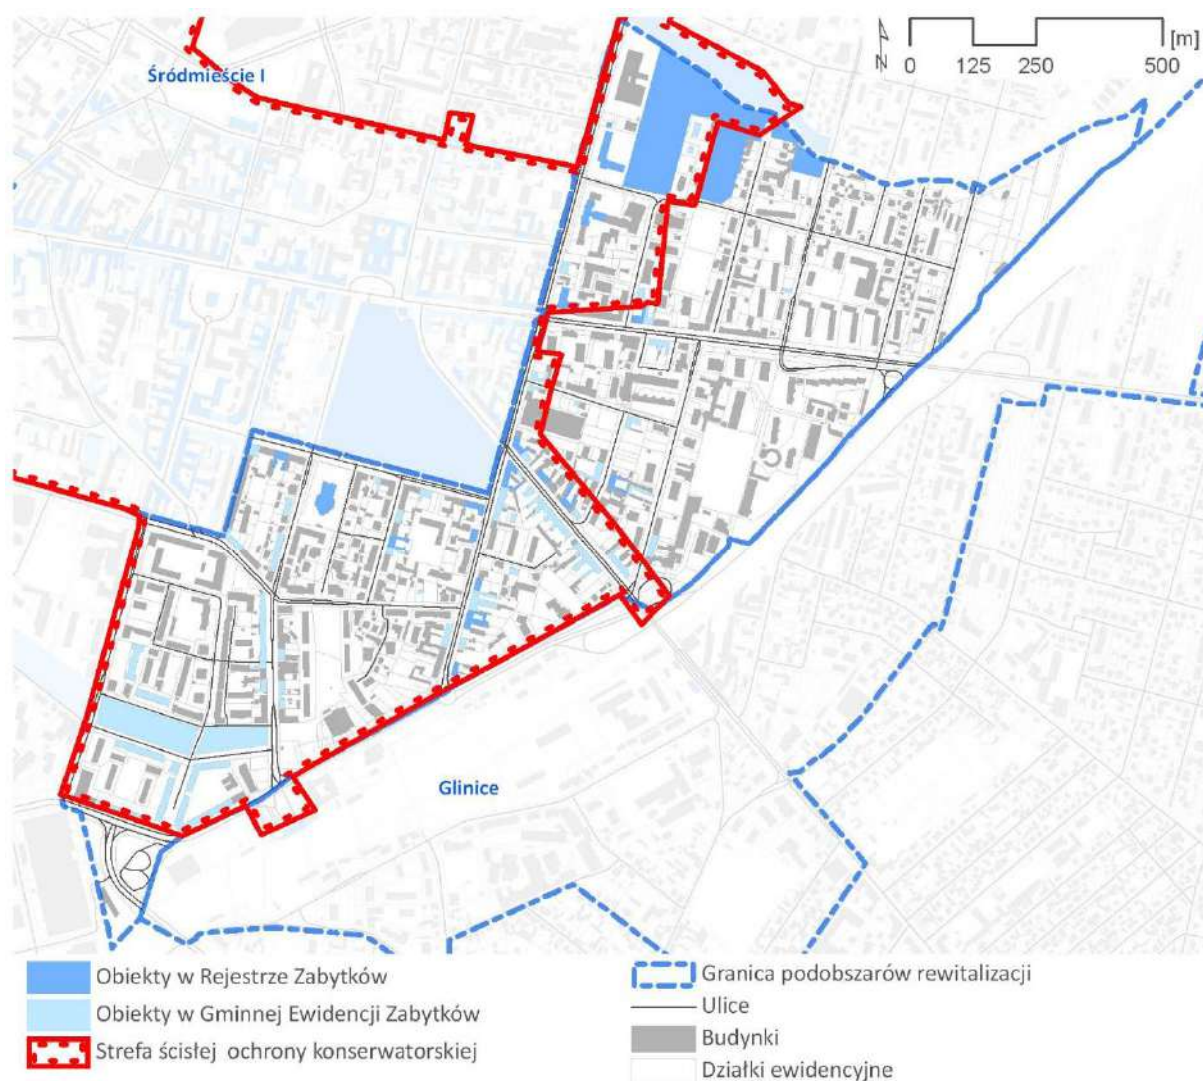 Śródmieście I
N
[m]
0 125 250 500
Glinice
Obiekty w Rejestrze Zabytków
Obiekty w Gminnej Ewidencji Zabytków
Strefa ścisłej ochrony konserwatorskiej
Granica podobszarów rewitalizacji
Ulice
Budynki
Działki ewidencyjne